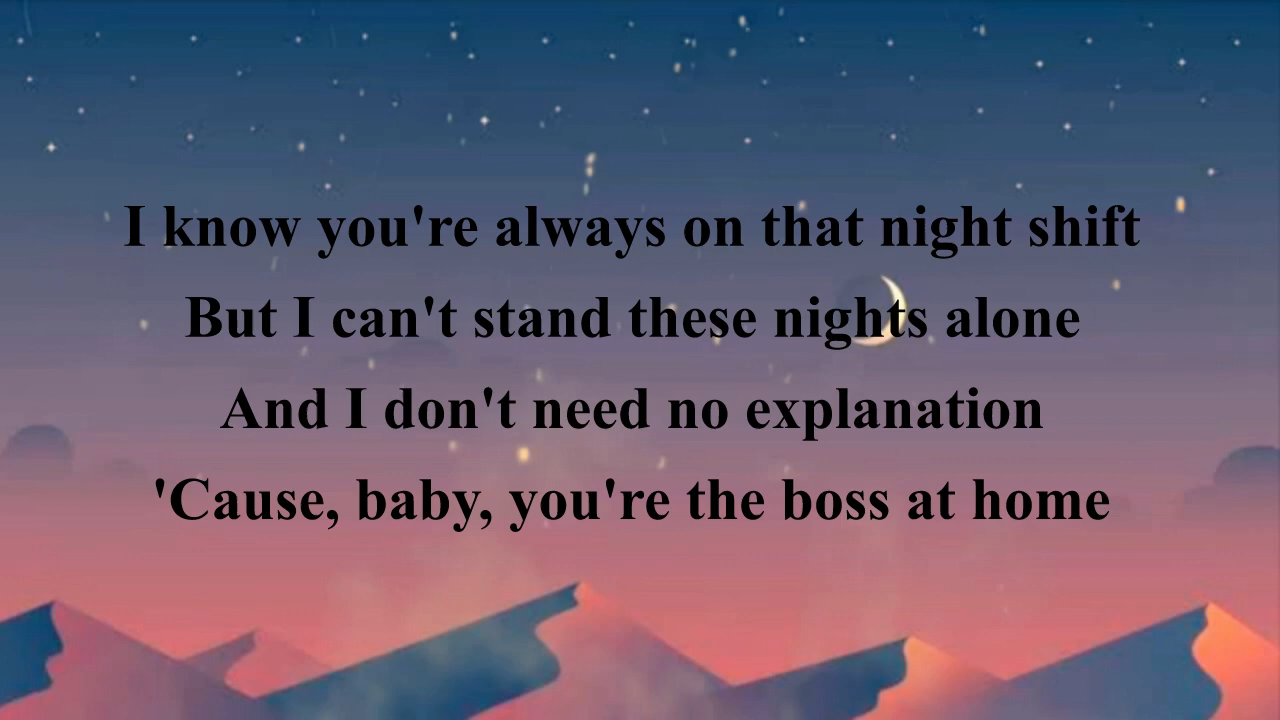 I know you're always on that night shift
But I can't stand these nights alone
And I don't need no explanation
'Cause, baby, you're the boss at home